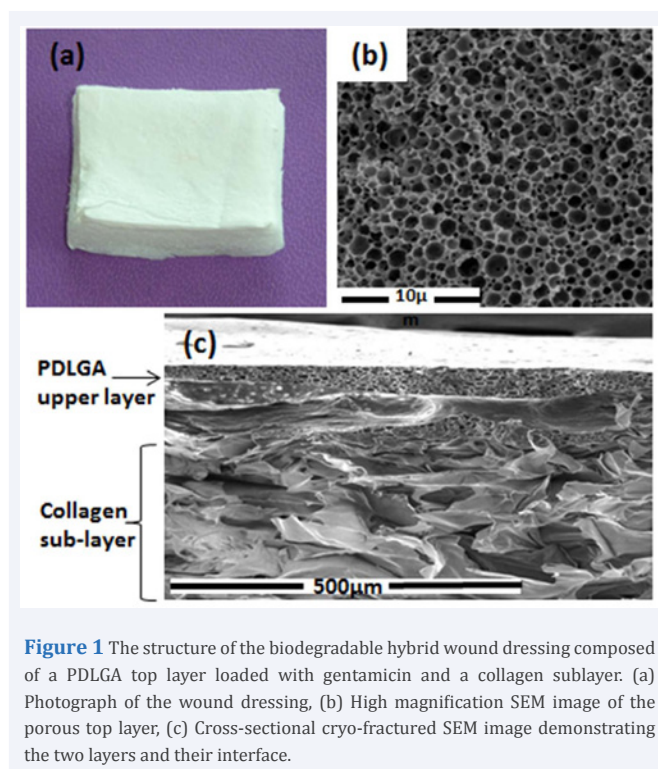 (a)
(b)
10μ
m
(c)
PDLGA
upper layer
Collagen
sub-layer
500μm
Figure 1 The structure of the biodegradable hybrid wound dressing composed
of a PDLGA top layer loaded with gentamicin and a collagen sublayer. (a)
Photograph of the wound dressing, (b) High magnification SEM image of the
porous top layer, (c) Cross-sectional cryo-fractured SEM image demonstrating
the two layers and their interface.